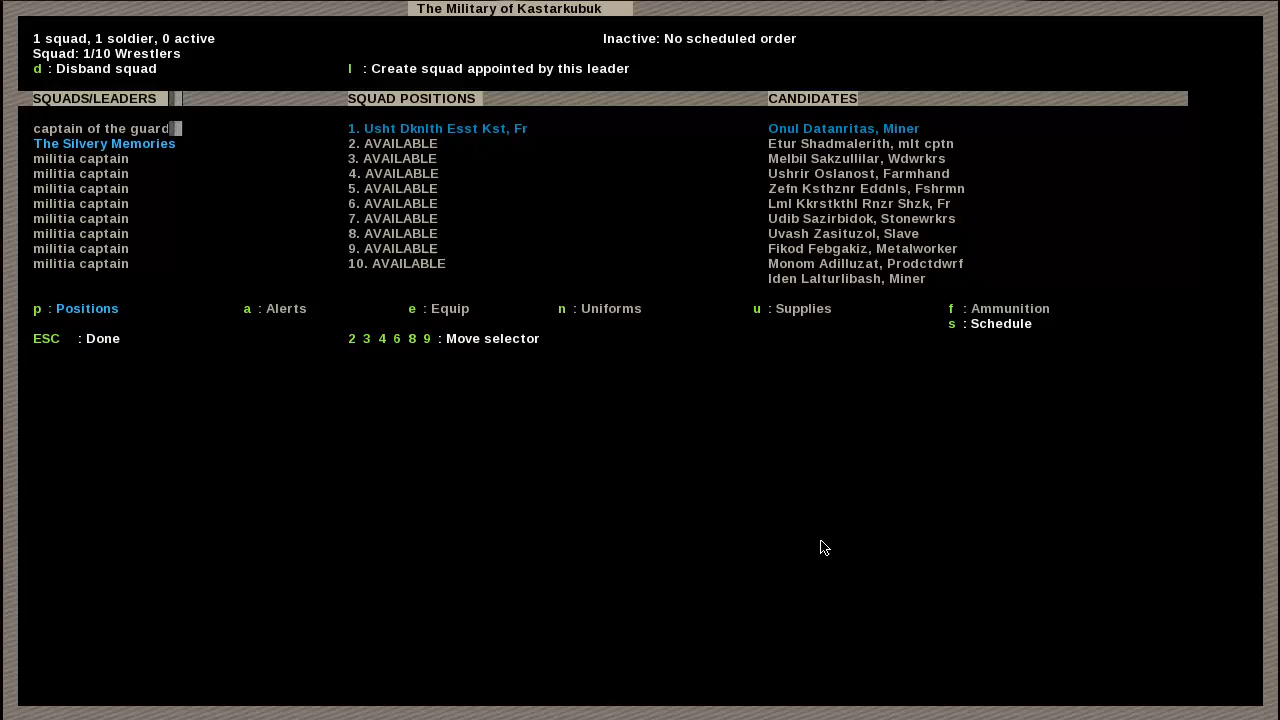 The Military of Kastarkubuk
1 squad, 1 soldier, 0 active Inactive: No scheduled order
Squad: 1/10 Wrestlers
d : Disband squad l : Create squad appointed by this leader
SQUADS/LEADERS SQUAD POSITIONS CANDIDATES
captain of the guard 1. Usht Dknlth Esst Kst, Fr Onul Datanritas, Miner
The Silvery Memories 2. AVAILABLE Etur Shadmalerith, mlt cptn
militia captain 3. AVAILABLE Melbil Sakzullilar, Wdwrkrs
militia captain 4. AVAILABLE Ushrir Oslanost, Farmhand
militia captain 5. AVAILABLE Zefn Ksthznr Eddnls, Fshrmn
militia captain 6. AVAILABLE Lml Kkrstkthl Rnzr Shzk, Fr
militia captain 7. AVAILABLE Udib Sazirbidok, Stonewrkrs
militia captain 8. AVAILABLE Uvash Zasituzol, Slave
militia captain 9. AVAILABLE Fikod Febgakiz, Metalworker
militia captain 10. AVAILABLE Monom Adilluzat, Prodctdwrf
Iden Lalturlibash, Miner
p : Positions a : Alerts e : Equip n : Uniforms u : Supplies f : Ammunition
s : Schedule
ESC : Done 2 3 4 6 8 9 : Move selector